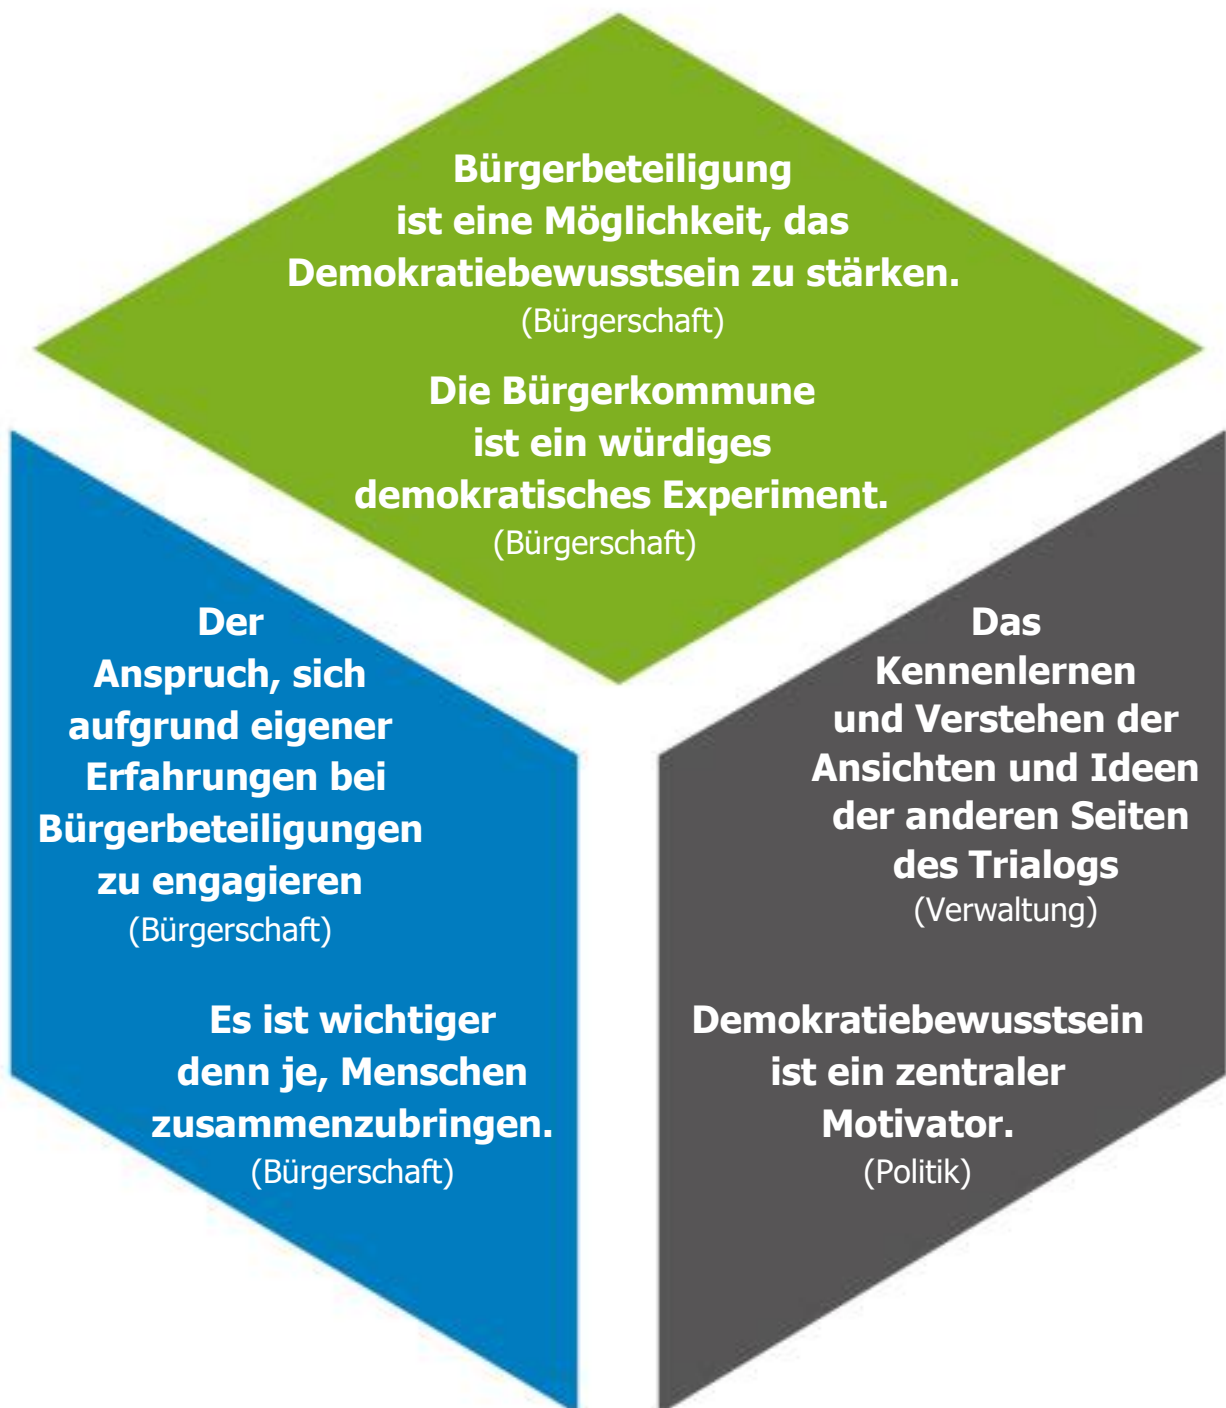 Bürgerbeteiligung
ist eine Möglichkeit, das
Demokratiebewusstsein zu stärken.
(Bürgerschaft)
Die Bürgerkommune
ist ein würdiges
demokratisches Experiment.
(Bürgerschaft)
Der
Anspruch, sich
aufgrund eigener
Erfahrungen bei
Bürgerbeteiligungen
zu engagieren
(Bürgerschaft)
Es ist wichtiger
denn je, Menschen
zusammenzubringen.
(Bürgerschaft)
Das
Kennenlernen
und Verstehen der
Ansichten und Ideen
der anderen Seiten
des Trialogs
(Verwaltung)
Demokratiebewusstsein
ist ein zentraler
Motivator.
(Politik)